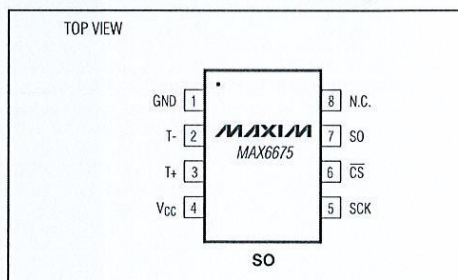 TOP VIEW
GND 1 8 N.C.
T- 2 MAXIM 7 SO
MAX6675
T+ 3 6 CS
VCC 4 5 SCK
SO